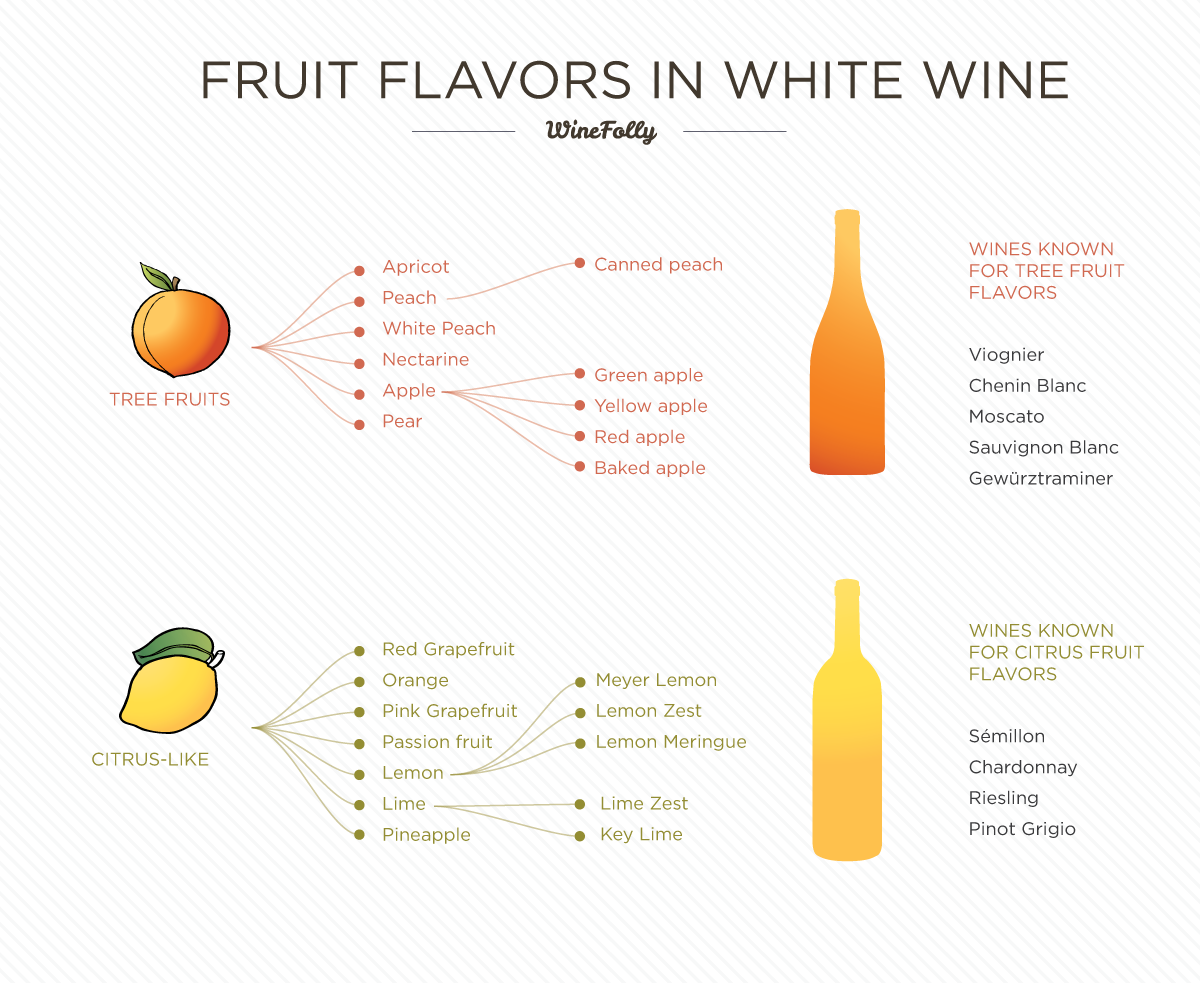 FRUIT FLAVORS IN WHITE WINE
WineFolly
TREE FRUITS
Apricot
Peach
White Peach
Nectarine
Apple
Pear
Canned peach
Green apple
Yellow apple
Red apple
Baked apple
WINES KNOWN
FOR TREE FRUIT
FLAVORS
Viognier
Chenin Blanc
Moscato
Sauvignon Blanc
Gewürztraminer
CITRUS-LIKE
Red Grapefruit
Orange
Pink Grapefruit
Passion fruit
Lemon
Lime
Pineapple
Meyer Lemon
Lemon Zest
Lemon Meringue
Lime Zest
Key Lime
WINES KNOWN
FOR CITRUS FRUIT
FLAVORS
Sémillon
Chardonnay
Riesling
Pinot Grigio